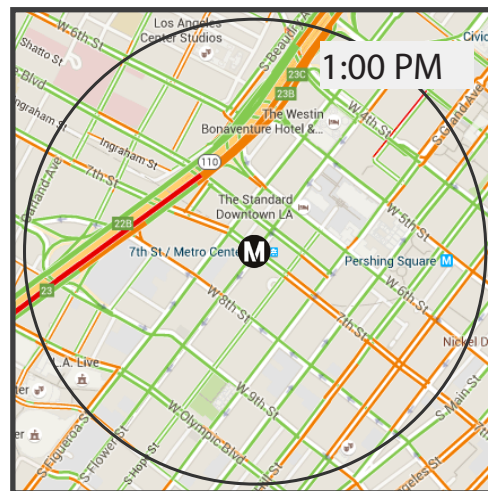 W 6th St
Los Angeles
Center Studios
S Beaudry Ave
Civic
Shatto St
1:00 PM
23C
23B
Ingraham St
The Westin
Bonaventure Hotel &...
W 4th St
S Grand Ave
Ingraham St
110
7th St
The Standard
Downtown LA
W 5th St
22B
7th St / Metro Center
M
Pershing Square M
23
W 8th St
7th St
W 6th St
Nickel D
L.A. Live
W 9th St
S Main St
W Olympic Blvd
S Figueroa St
S Flower St
S Hope St
Hill St